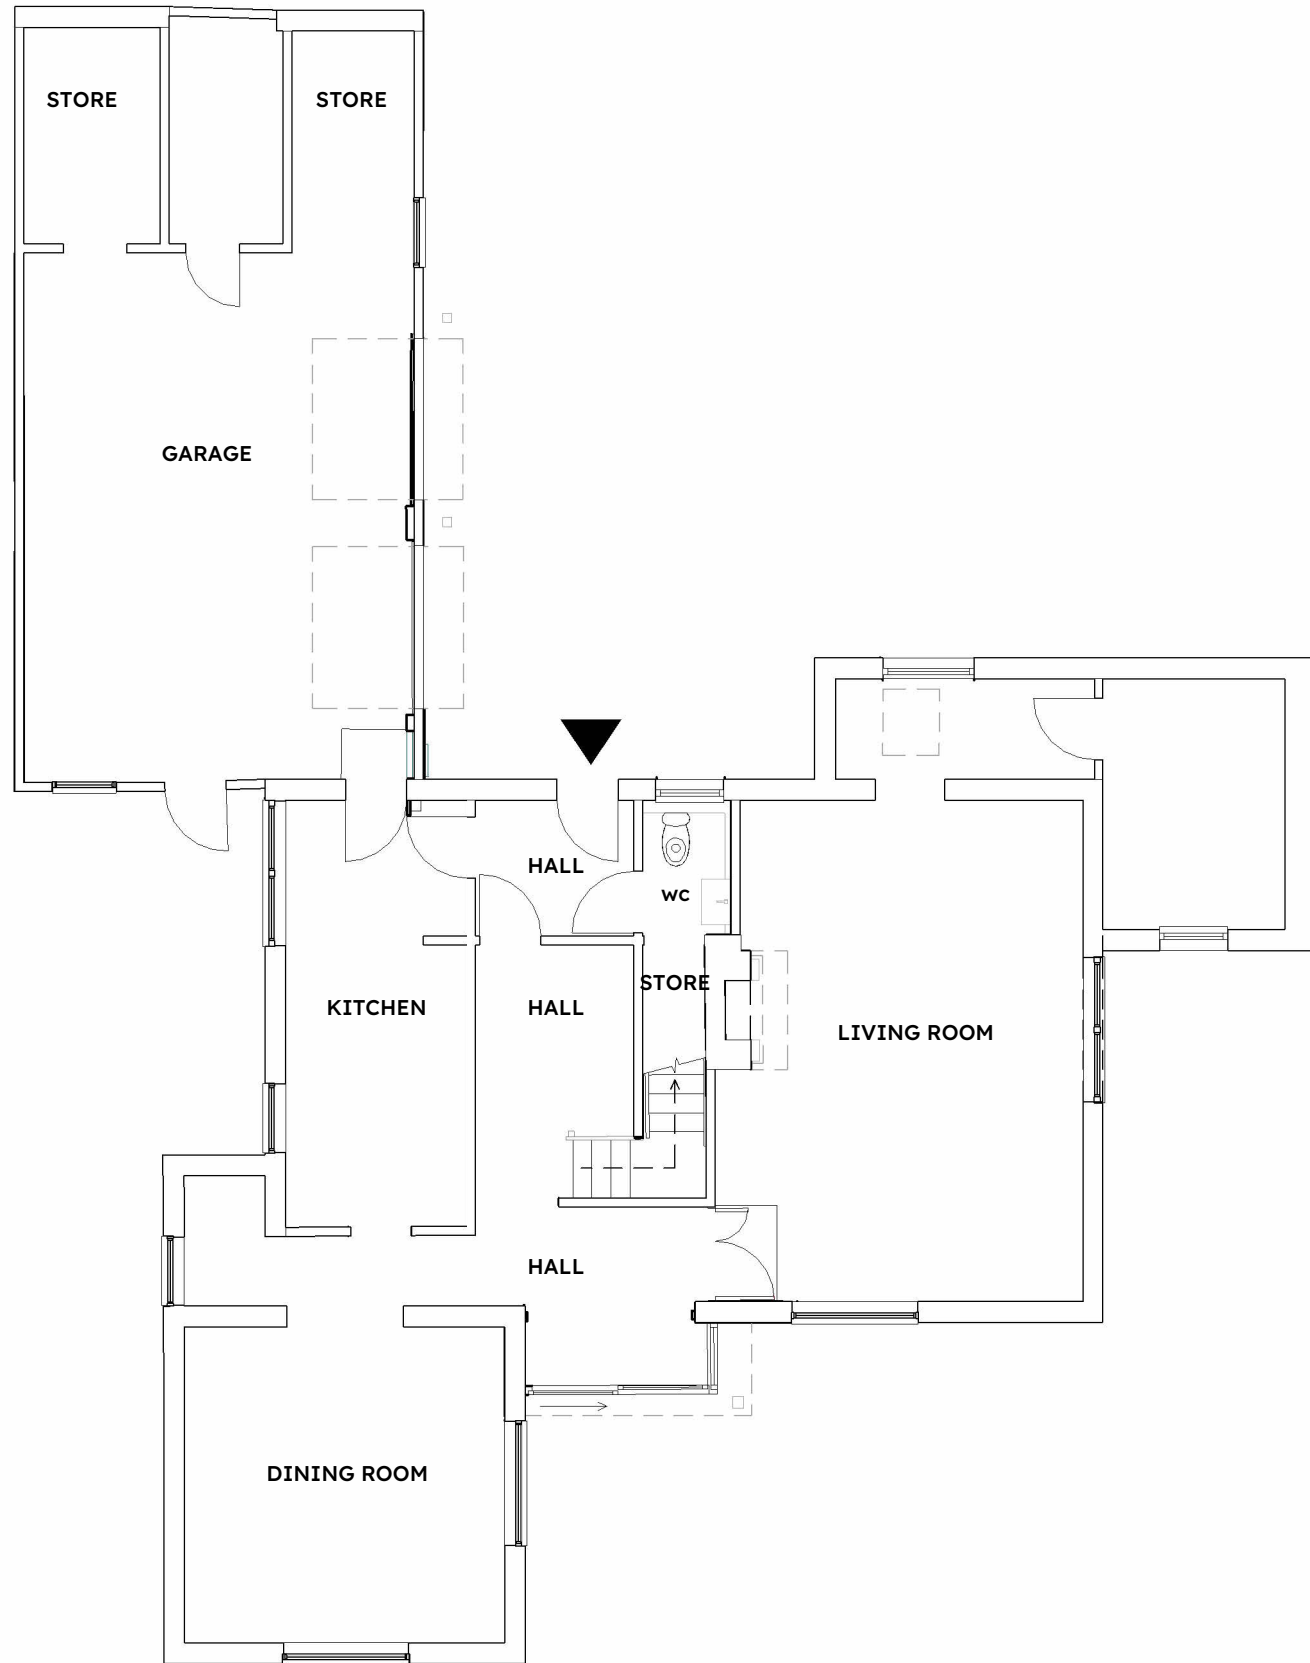 STORE
STORE
GARAGE
HALL
WC
STORE
KITCHEN
HALL
LIVING ROOM
HALL
DINING ROOM